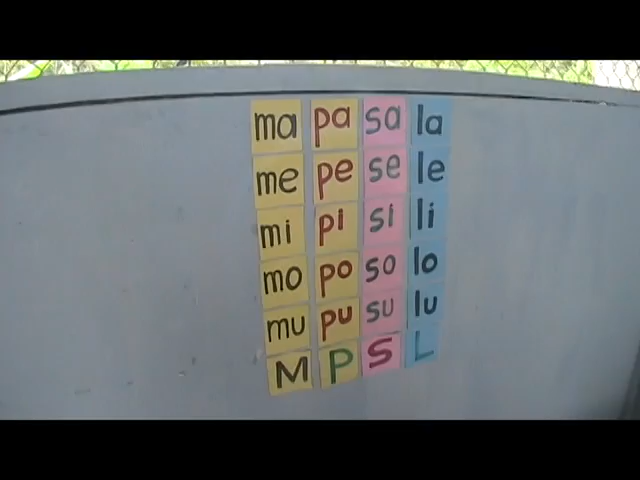 ma pa sa la
me pe se le
mi pi si li
mo po so lo
mu pu su lu
M P S L